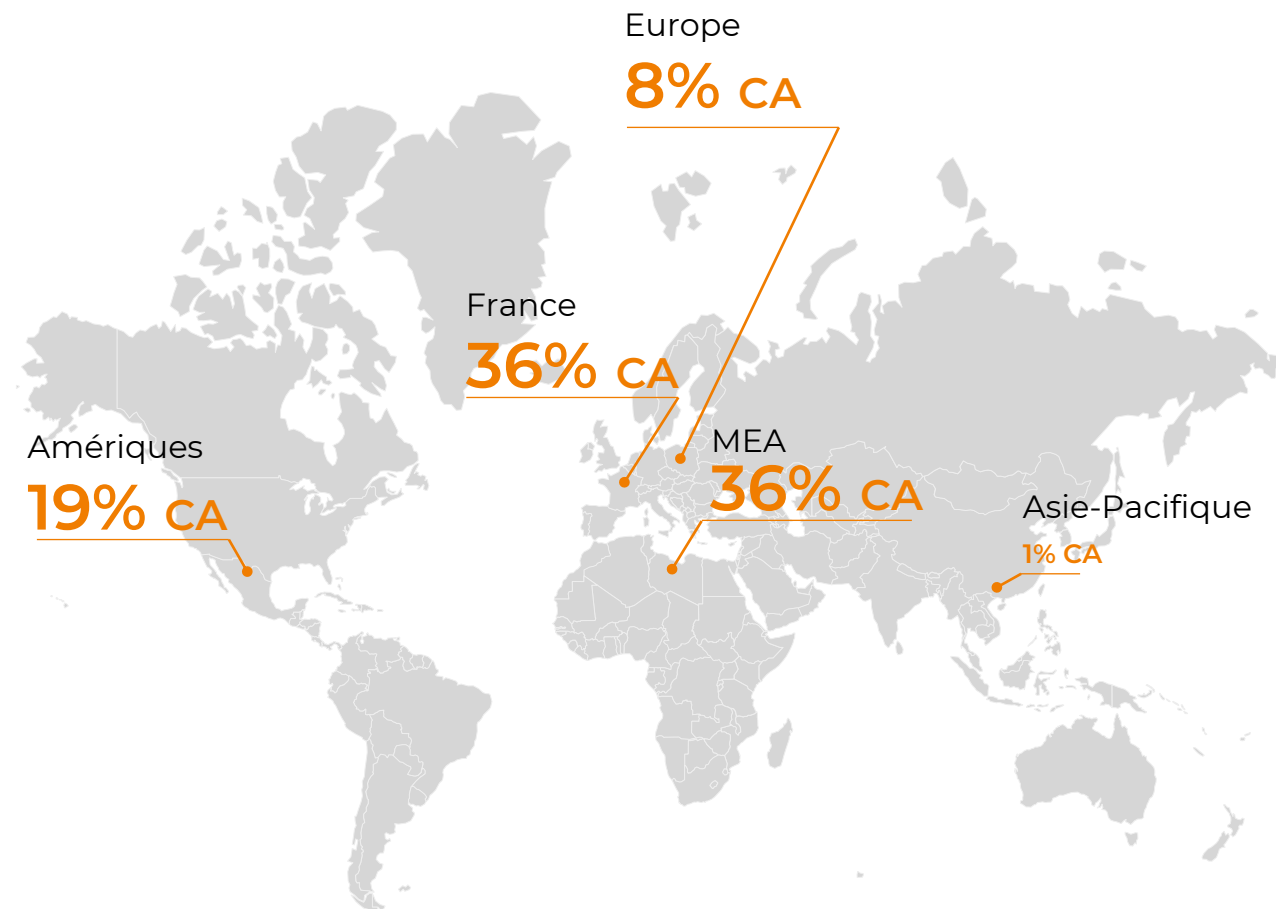 Europe
8% CA
France
36% CA
Amériques
19% CA
MEA
36% CA
Asie-Pacifique
1% CA